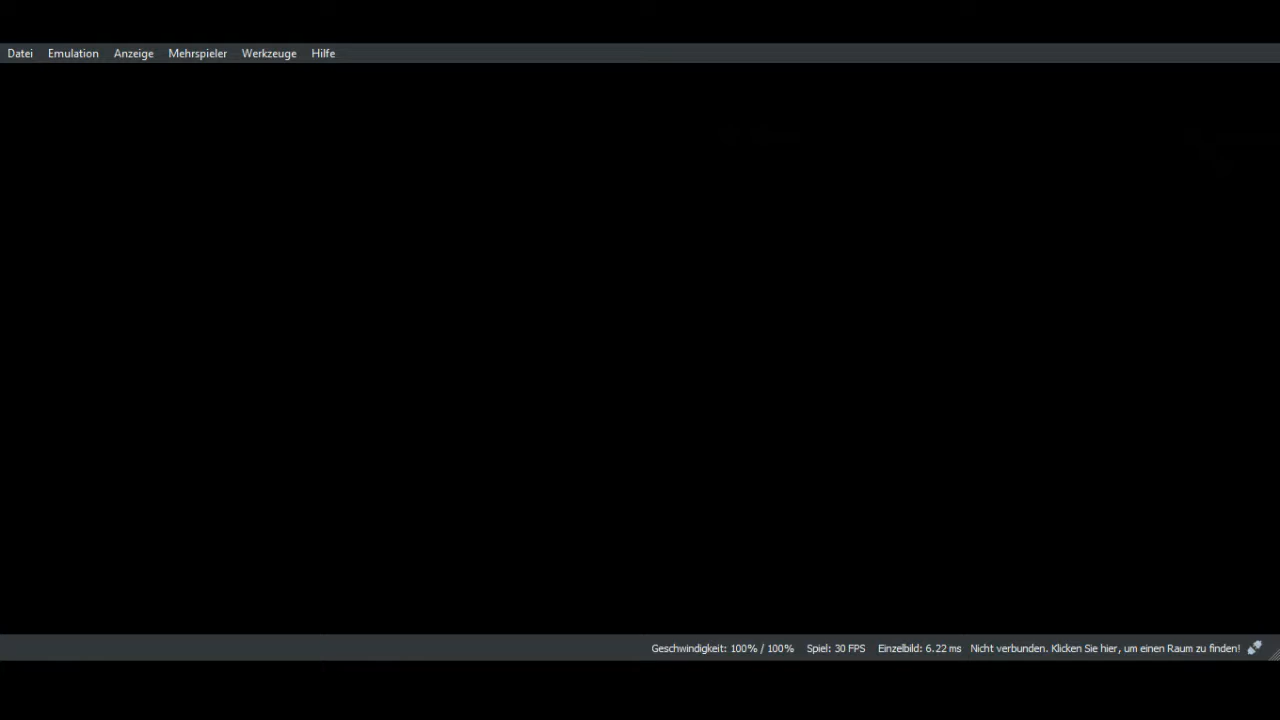 Datei Emulation Anzeige Mehrspieler Werkzeuge Hilfe
Geschwindigkeit: 100% / 100% Spiel: 30 FPS Einzelbild: 6.22 ms Nicht verbunden. Klicken Sie hier, um einen Raum zu finden!